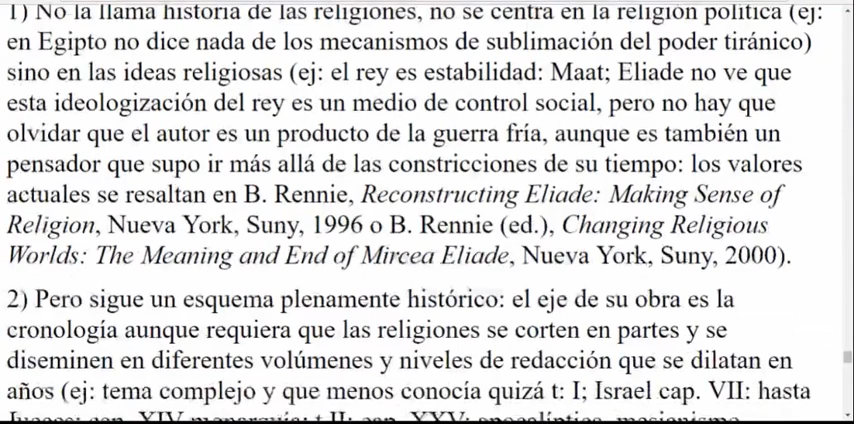 1) No la llama historia de las religiones, no se centra en la religión política (ej:
en Egipto no dice nada de los mecanismos de sublimación del poder tiránico)
sino en las ideas religiosas (ej: el rey es estabilidad: Maat; Eliade no ve que
esta ideologización del rey es un medio de control social, pero no hay que
olvidar que el autor es un producto de la guerra fría, aunque es también un
pensador que supo ir más allá de las constricciones de su tiempo: los valores
actuales se resaltan en B. Rennie, Reconstructing Eliade: Making Sense of
Religion, Nueva York, Suny, 1996 o B. Rennie (ed.), Changing Religious
Worlds: The Meaning and End of Mircea Eliade, Nueva York, Suny, 2000).
2) Pero sigue un esquema plenamente histórico: el eje de su obra es la
cronología aunque requiera que las religiones se corten en partes y se
diseminen en diferentes volúmenes y niveles de redacción que se dilatan en
años (ej: tema complejo y que menos conocía quizá t: I; Israel cap. VII: hasta
XIV monarquía: t II: cap. XXV: